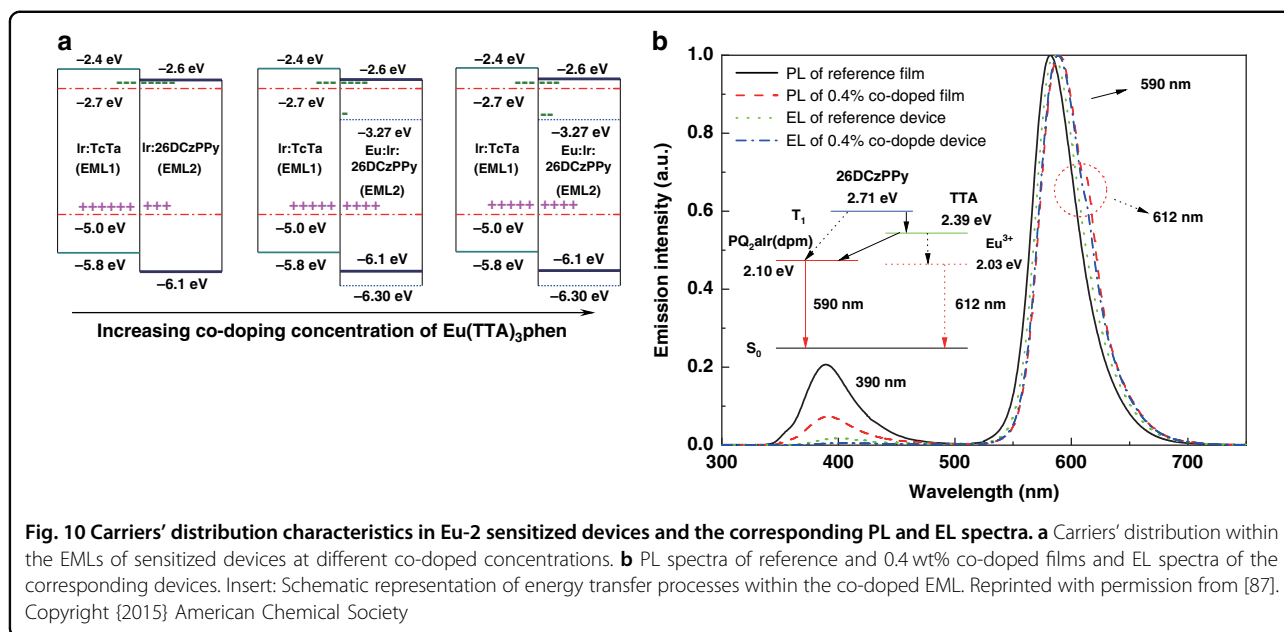 a
−2.4 eV
−2.6 eV
−2.7 eV
Ir:TcTa
(EML1)
Ir:26DCzPPy
(EML2)
++++++ +++
−5.0 eV
−5.8 eV
−6.1 eV
−2.4 eV
−2.6 eV
−2.7 eV
−3.27 eV
Ir:TcTa
(EML1)
Eu:Ir:
26DCzPPy
(EML2)
+++++ ++++
−5.0 eV
−5.8 eV
−6.1 eV
−6.30 eV
−2.4 eV
−2.6 eV
−2.7 eV
−3.27 eV
Ir:TcTa
(EML1)
Eu:Ir:
26DCzPPy
(EML2)
+++++ ++++
−5.0 eV
−5.8 eV
−6.1 eV
−6.30 eV
Increasing co-doping concentration of Eu(TTA)₃phen
b
Emission intensity (a.u.)
1.0
0.8
0.6
0.4
0.2
0.0
PL of reference film
PL of 0.4% co-doped film
EL of reference device
EL of 0.4% co-dopde device
590 nm
612 nm
26DCzPPy
2.71 eV
TTA
2.39 eV
T₁
PQ₂aIr(dpm)
2.10 eV
Eu³⁺
2.03 eV
590 nm
612 nm
S₀
390 nm
300 400 500 600 700
Wavelength (nm)
Fig. 10 Carriers' distribution characteristics in Eu-2 sensitized devices and the corresponding PL and EL spectra. a Carriers' distribution within
the EMLs of sensitized devices at different co-doped concentrations. b PL spectra of reference and 0.4 wt% co-doped films and EL spectra of the
corresponding devices. Insert: Schematic representation of energy transfer processes within the co-doped EML. Reprinted with permission from [87].
Copyright {2015} American Chemical Society